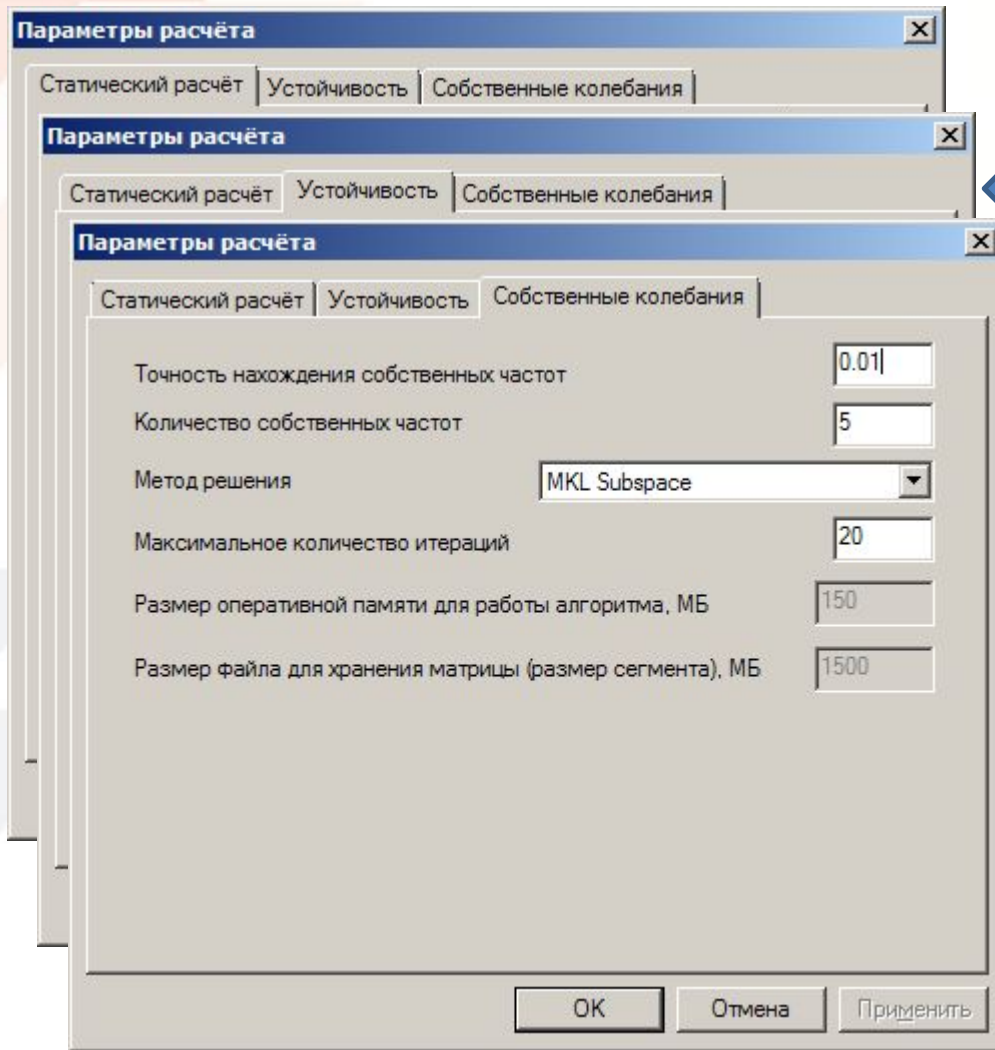 Параметры расчёта
Статический расчёт Устойчивость Собственные колебания
Параметры расчёта
Статический расчёт Устойчивость Собственные колебания
Параметры расчёта
Статический расчёт Устойчивость Собственные колебания
Точность нахождения собственных частот 0.01
Количество собственных частот 5
Метод решения MKL Subspace
Максимальное количество итераций 20
Размер оперативной памяти для работы алгоритма, МБ 150
Размер файла для хранения матрицы (размер сегмента), МБ 1500
OK Отмена Применить